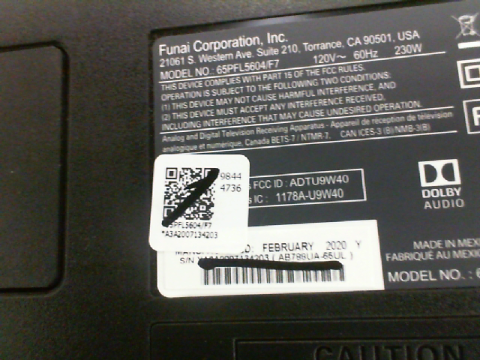 Funai Corporation, Inc.
21061 S. Western Ave. Suite 210, Torrance, CA 90501, USA
MODEL NO.: 65PFL5604/F7 120V~ 60Hz 230W
THIS DEVICE COMPLIES WITH PART 15 OF THE FCC RULES.
OPERATION IS SUBJECT TO THE FOLLOWING TWO CONDITIONS:
(1) THIS DEVICE MAY NOT CAUSE HARMFUL INTERFERENCE, AND
(2) THIS DEVICE MUST ACCEPT ANY INTERFERENCE RECEIVED,
INCLUDING INTERFERENCE THAT MAY CAUSE UNDESIRED OPERATION.
Analog and Digital Television Receiving Apparatus / Appareil de réception
analogique et numérique, Canada BETS-7 / NTMR-7. CAN ICES-3 (B) / NMB-3(B)
9844
4736
FCC ID : ADTU9W40
IC : 1178A-U9W40
DOLBY
AUDIO
65PFL5604/F7
*A3A2007134203
FEBRUARY 2020 Y
S/N
MADE IN
FABRIQUÉ AU MEXIQUE
MODEL NO. :
CAUTION